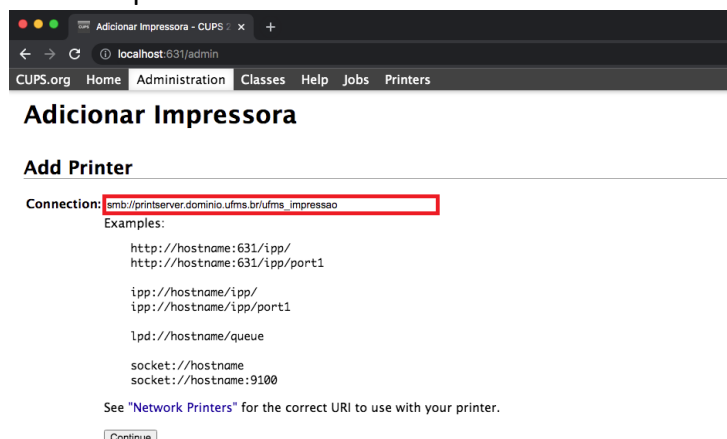 Adicionar Impressora - CUPS 2
localhost:631/admin
CUPS.org Home Administration Classes Help Jobs Printers
Adicionar Impressora
Add Printer
Connection: smb://printserver.dominio.ufms.br/ufms_impressao
Examples:
http://hostname:631/ipp/
http://hostname:631/ipp/port1
ipp://hostname/ipp/
ipp://hostname/ipp/port1
lpd://hostname/queue
socket://hostname
socket://hostname:9100
See "Network Printers" for the correct URI to use with your printer.
Continue